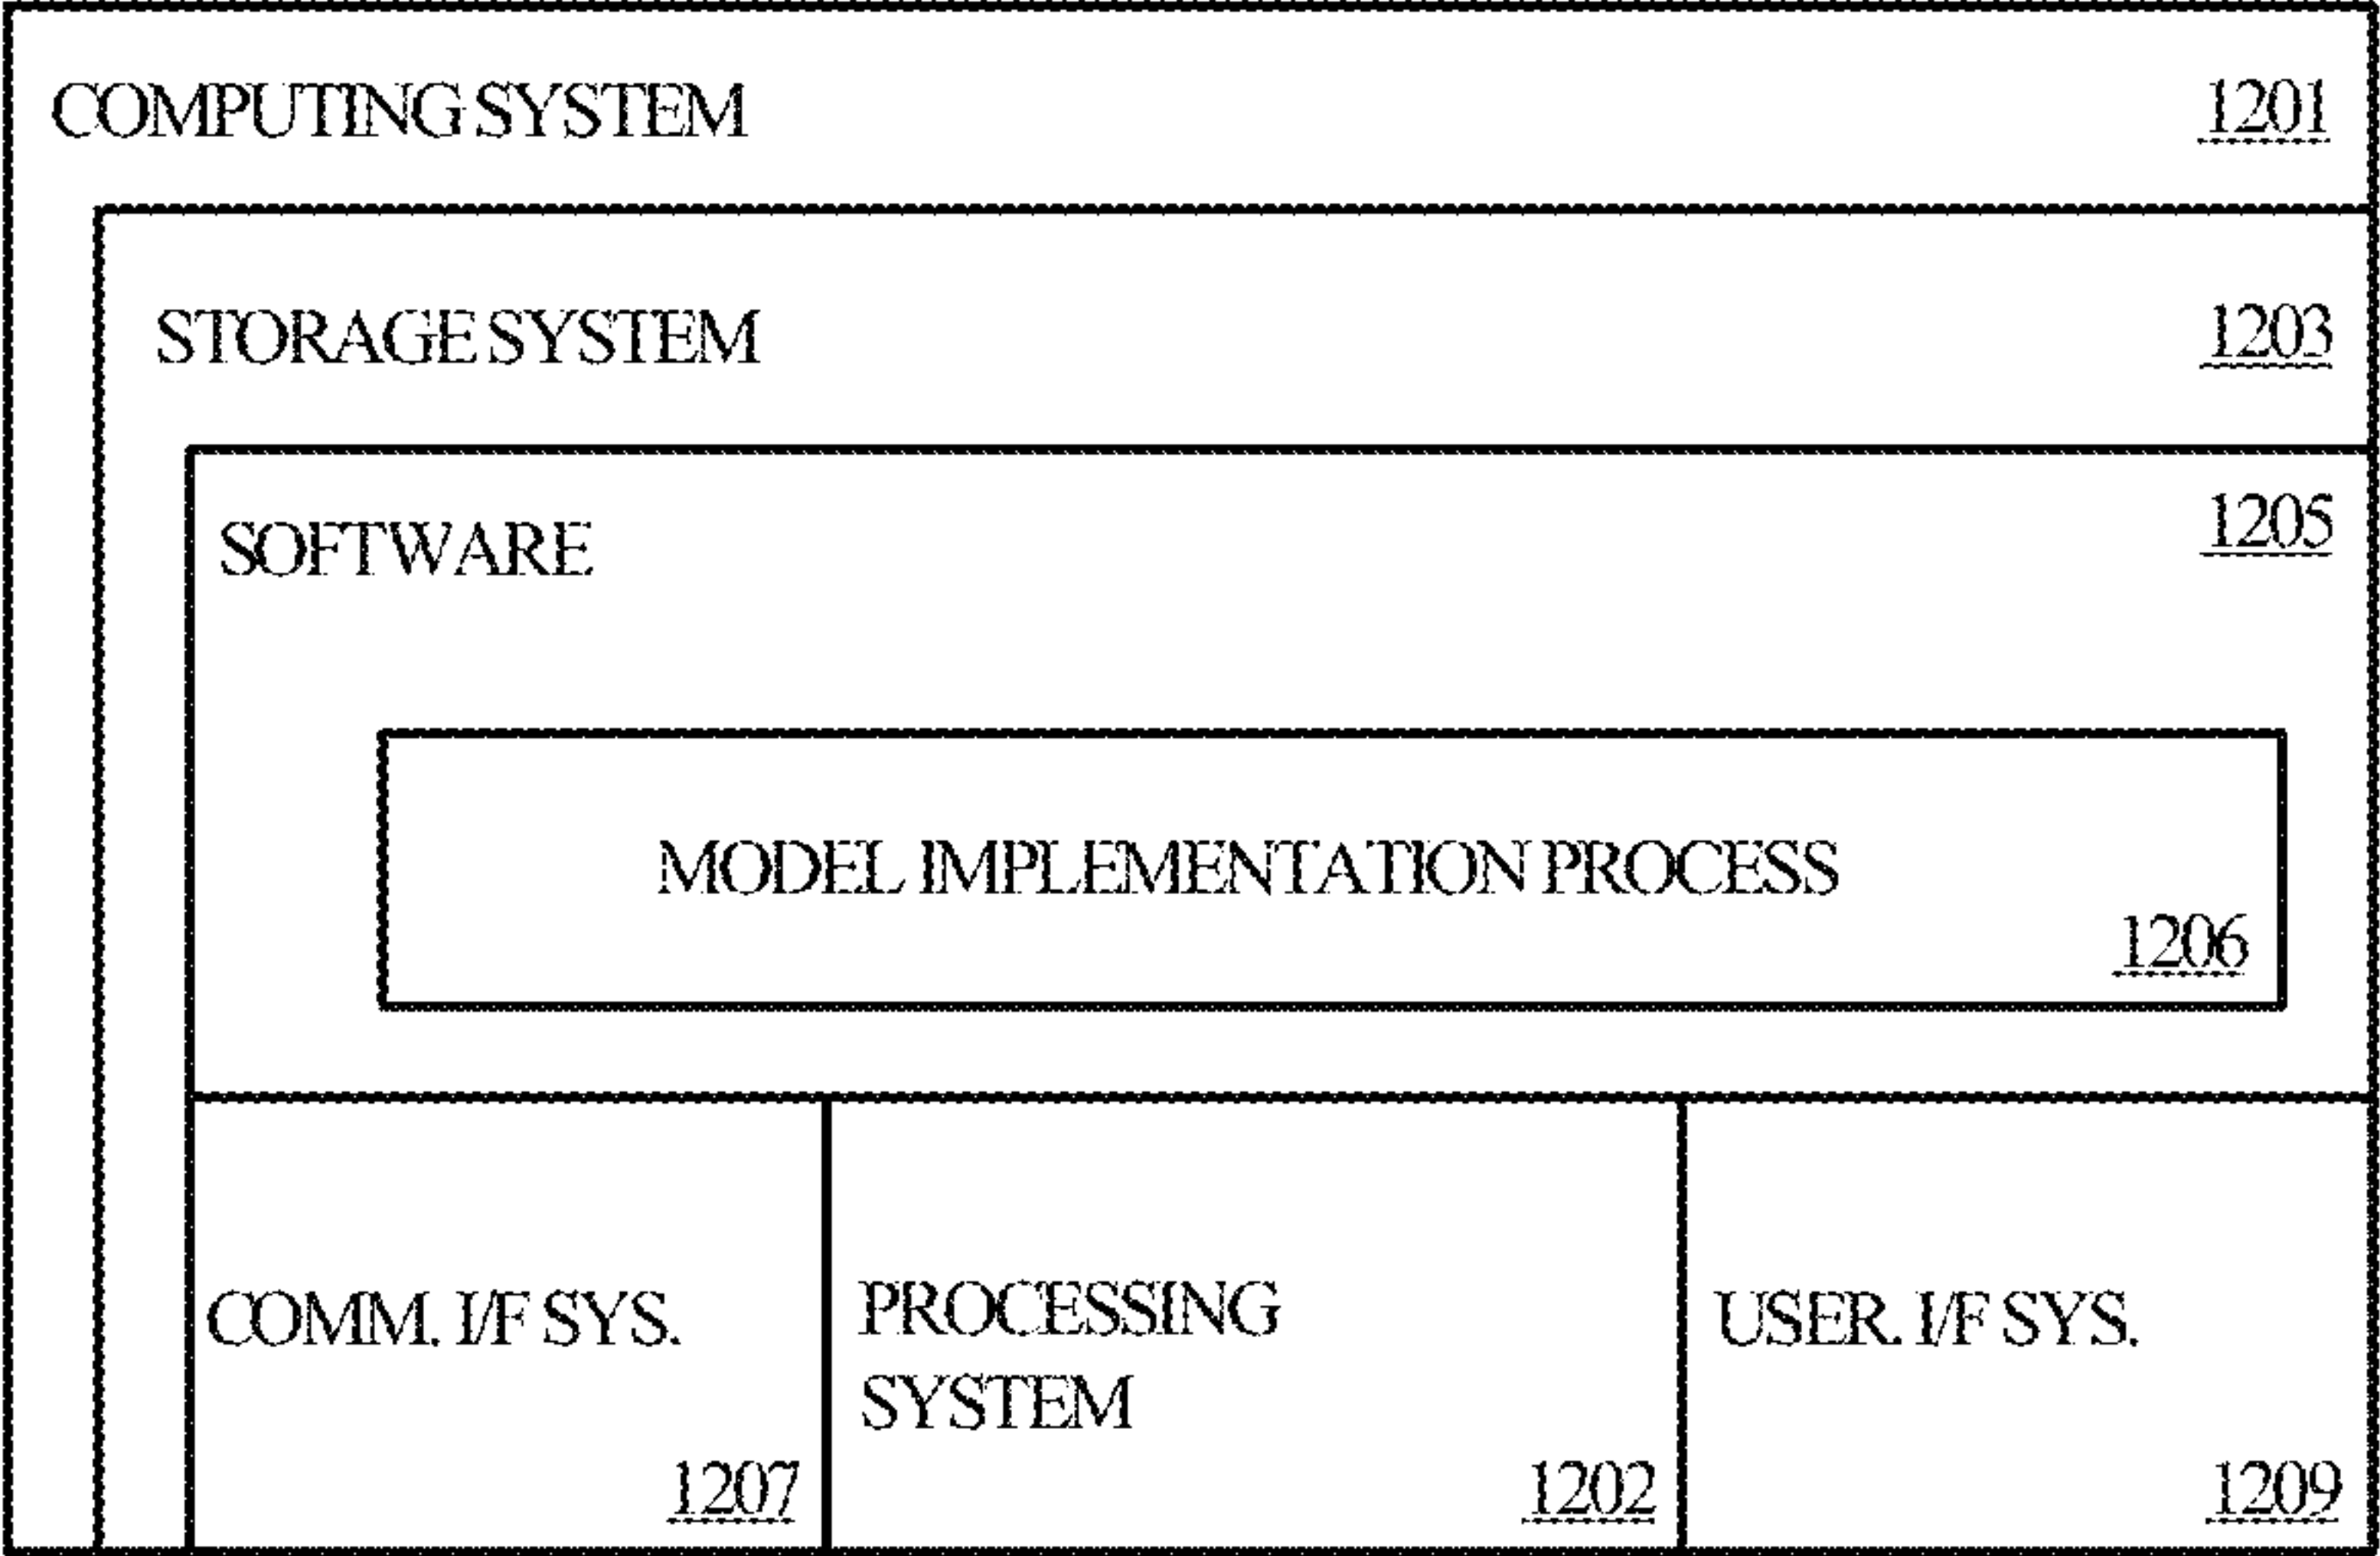 COMPUTING SYSTEM 1201
STORAGE SYSTEM 1203
SOFTWARE 1205
MODEL IMPLEMENTATION PROCESS
1206
COMM. I/F SYS.
1207
PROCESSING
SYSTEM
1202
USER. I/F SYS.
1209